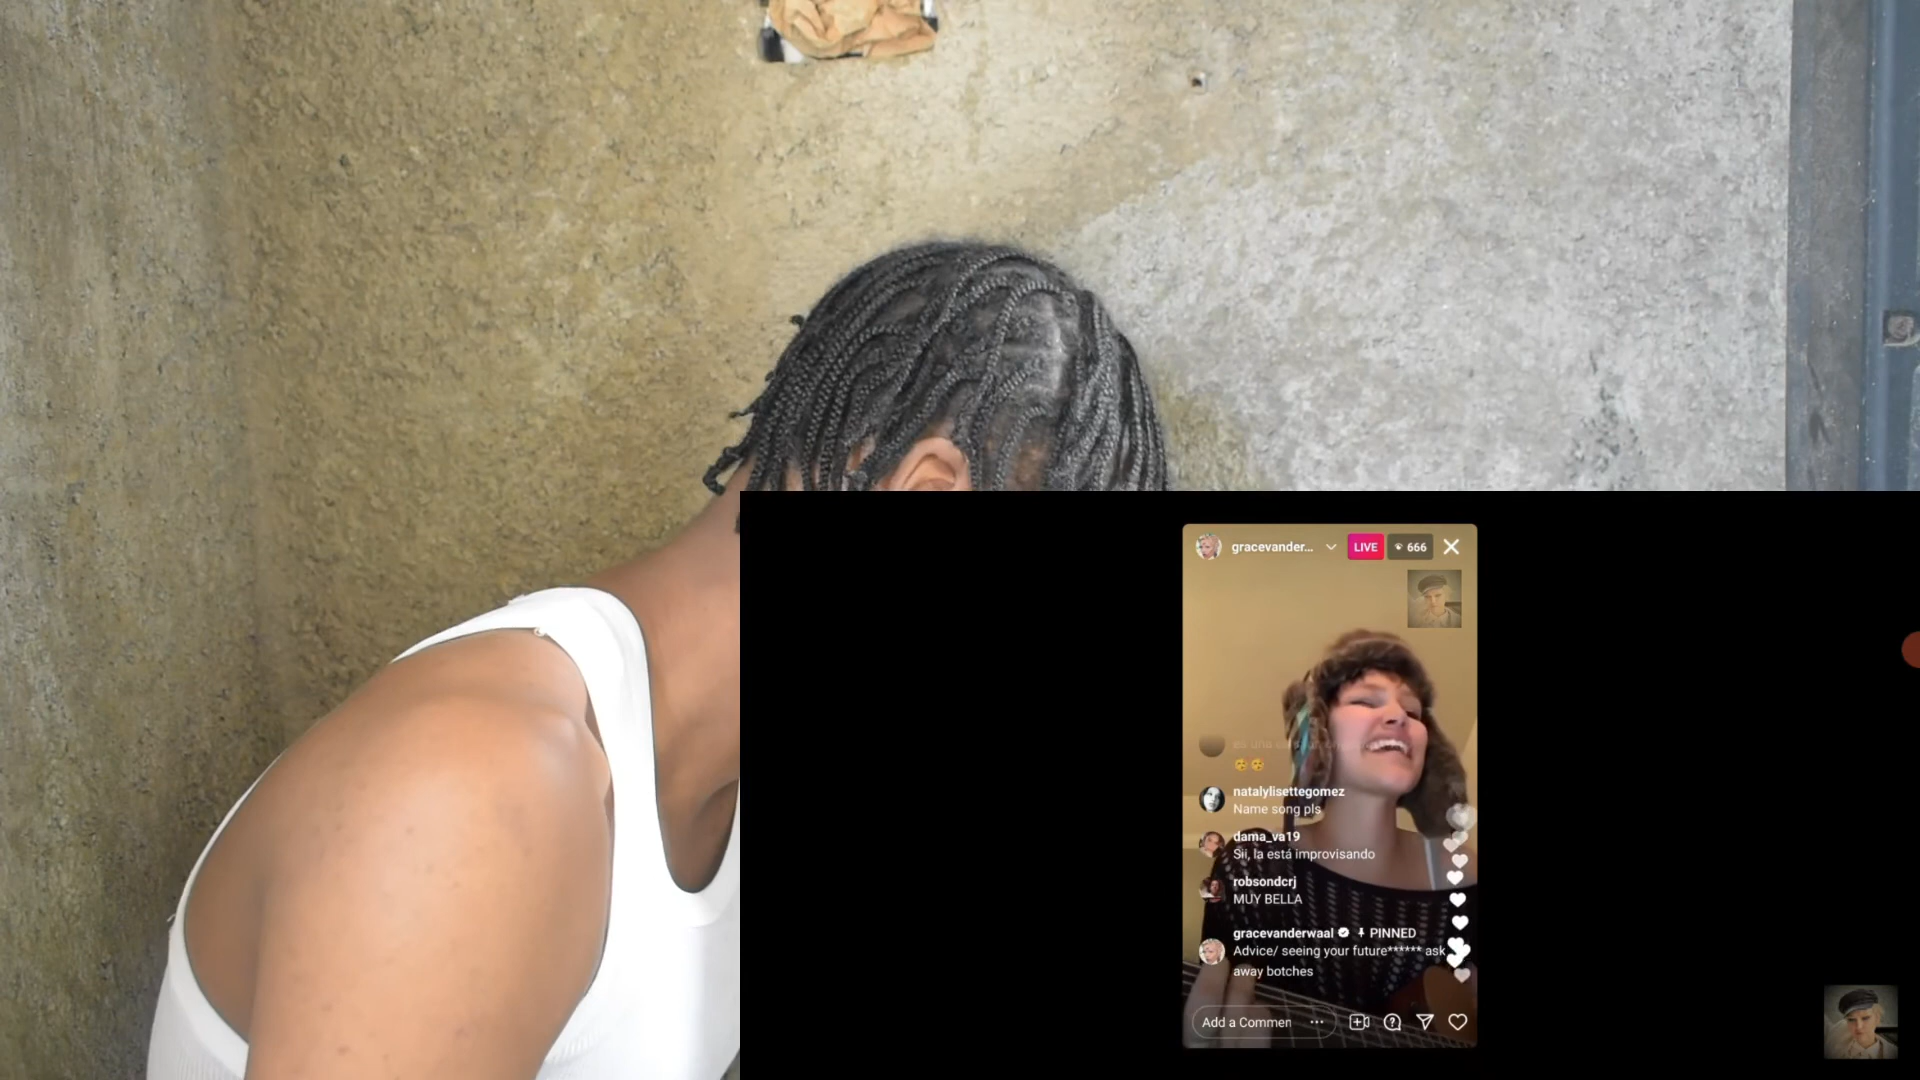 gracevander...
LIVE
666
natalylisettegomez
Name song pls
dama_va19
Sii, la está improvisando
robsondcrj
MUY BELLA
gracevanderwaal PINNED
Advice/ seeing your future****** ask
away botches
Add a Commen